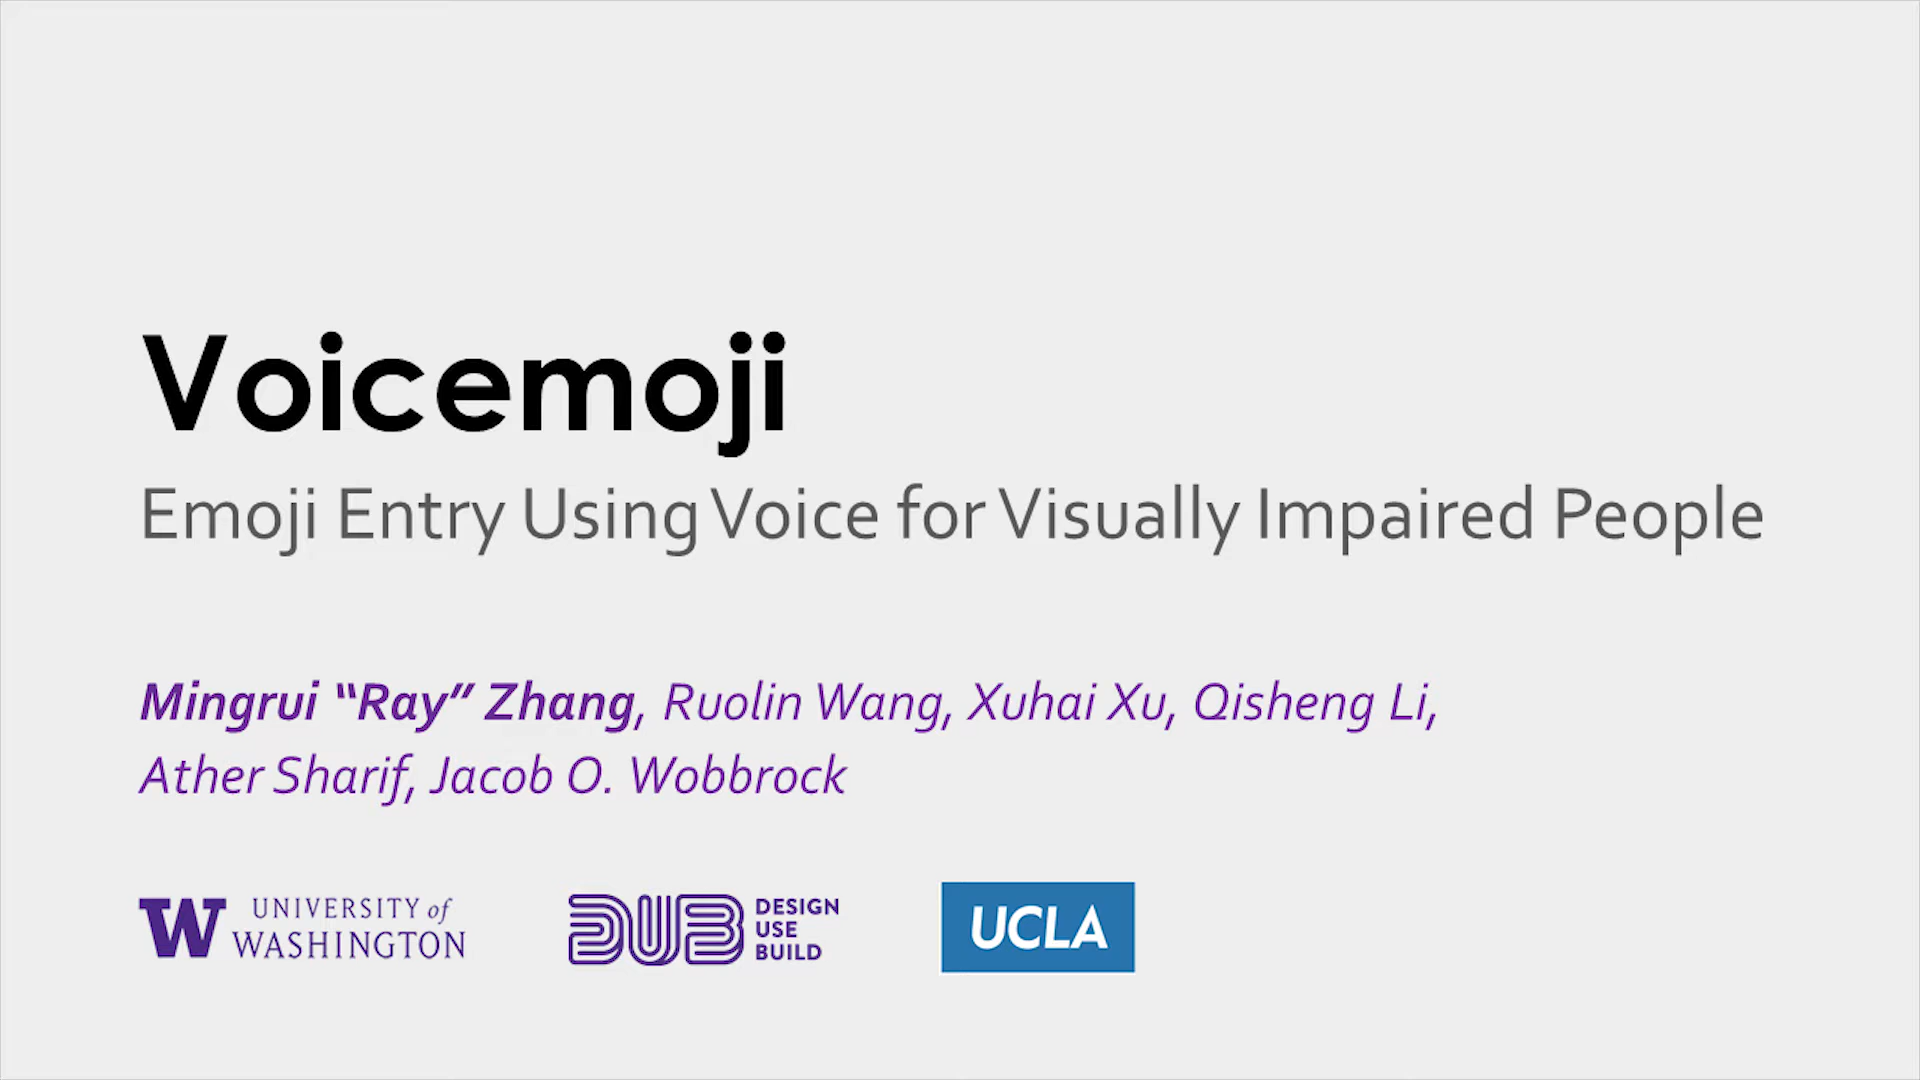 Voicemoji
Emoji Entry Using Voice for Visually Impaired People
Mingrui “Ray” Zhang, Ruolin Wang, Xuhai Xu, Qisheng Li,
Ather Sharif, Jacob O. Wobbrock
W UNIVERSITY of
WASHINGTON
DUB
DESIGN
USE
BUILD
UCLA